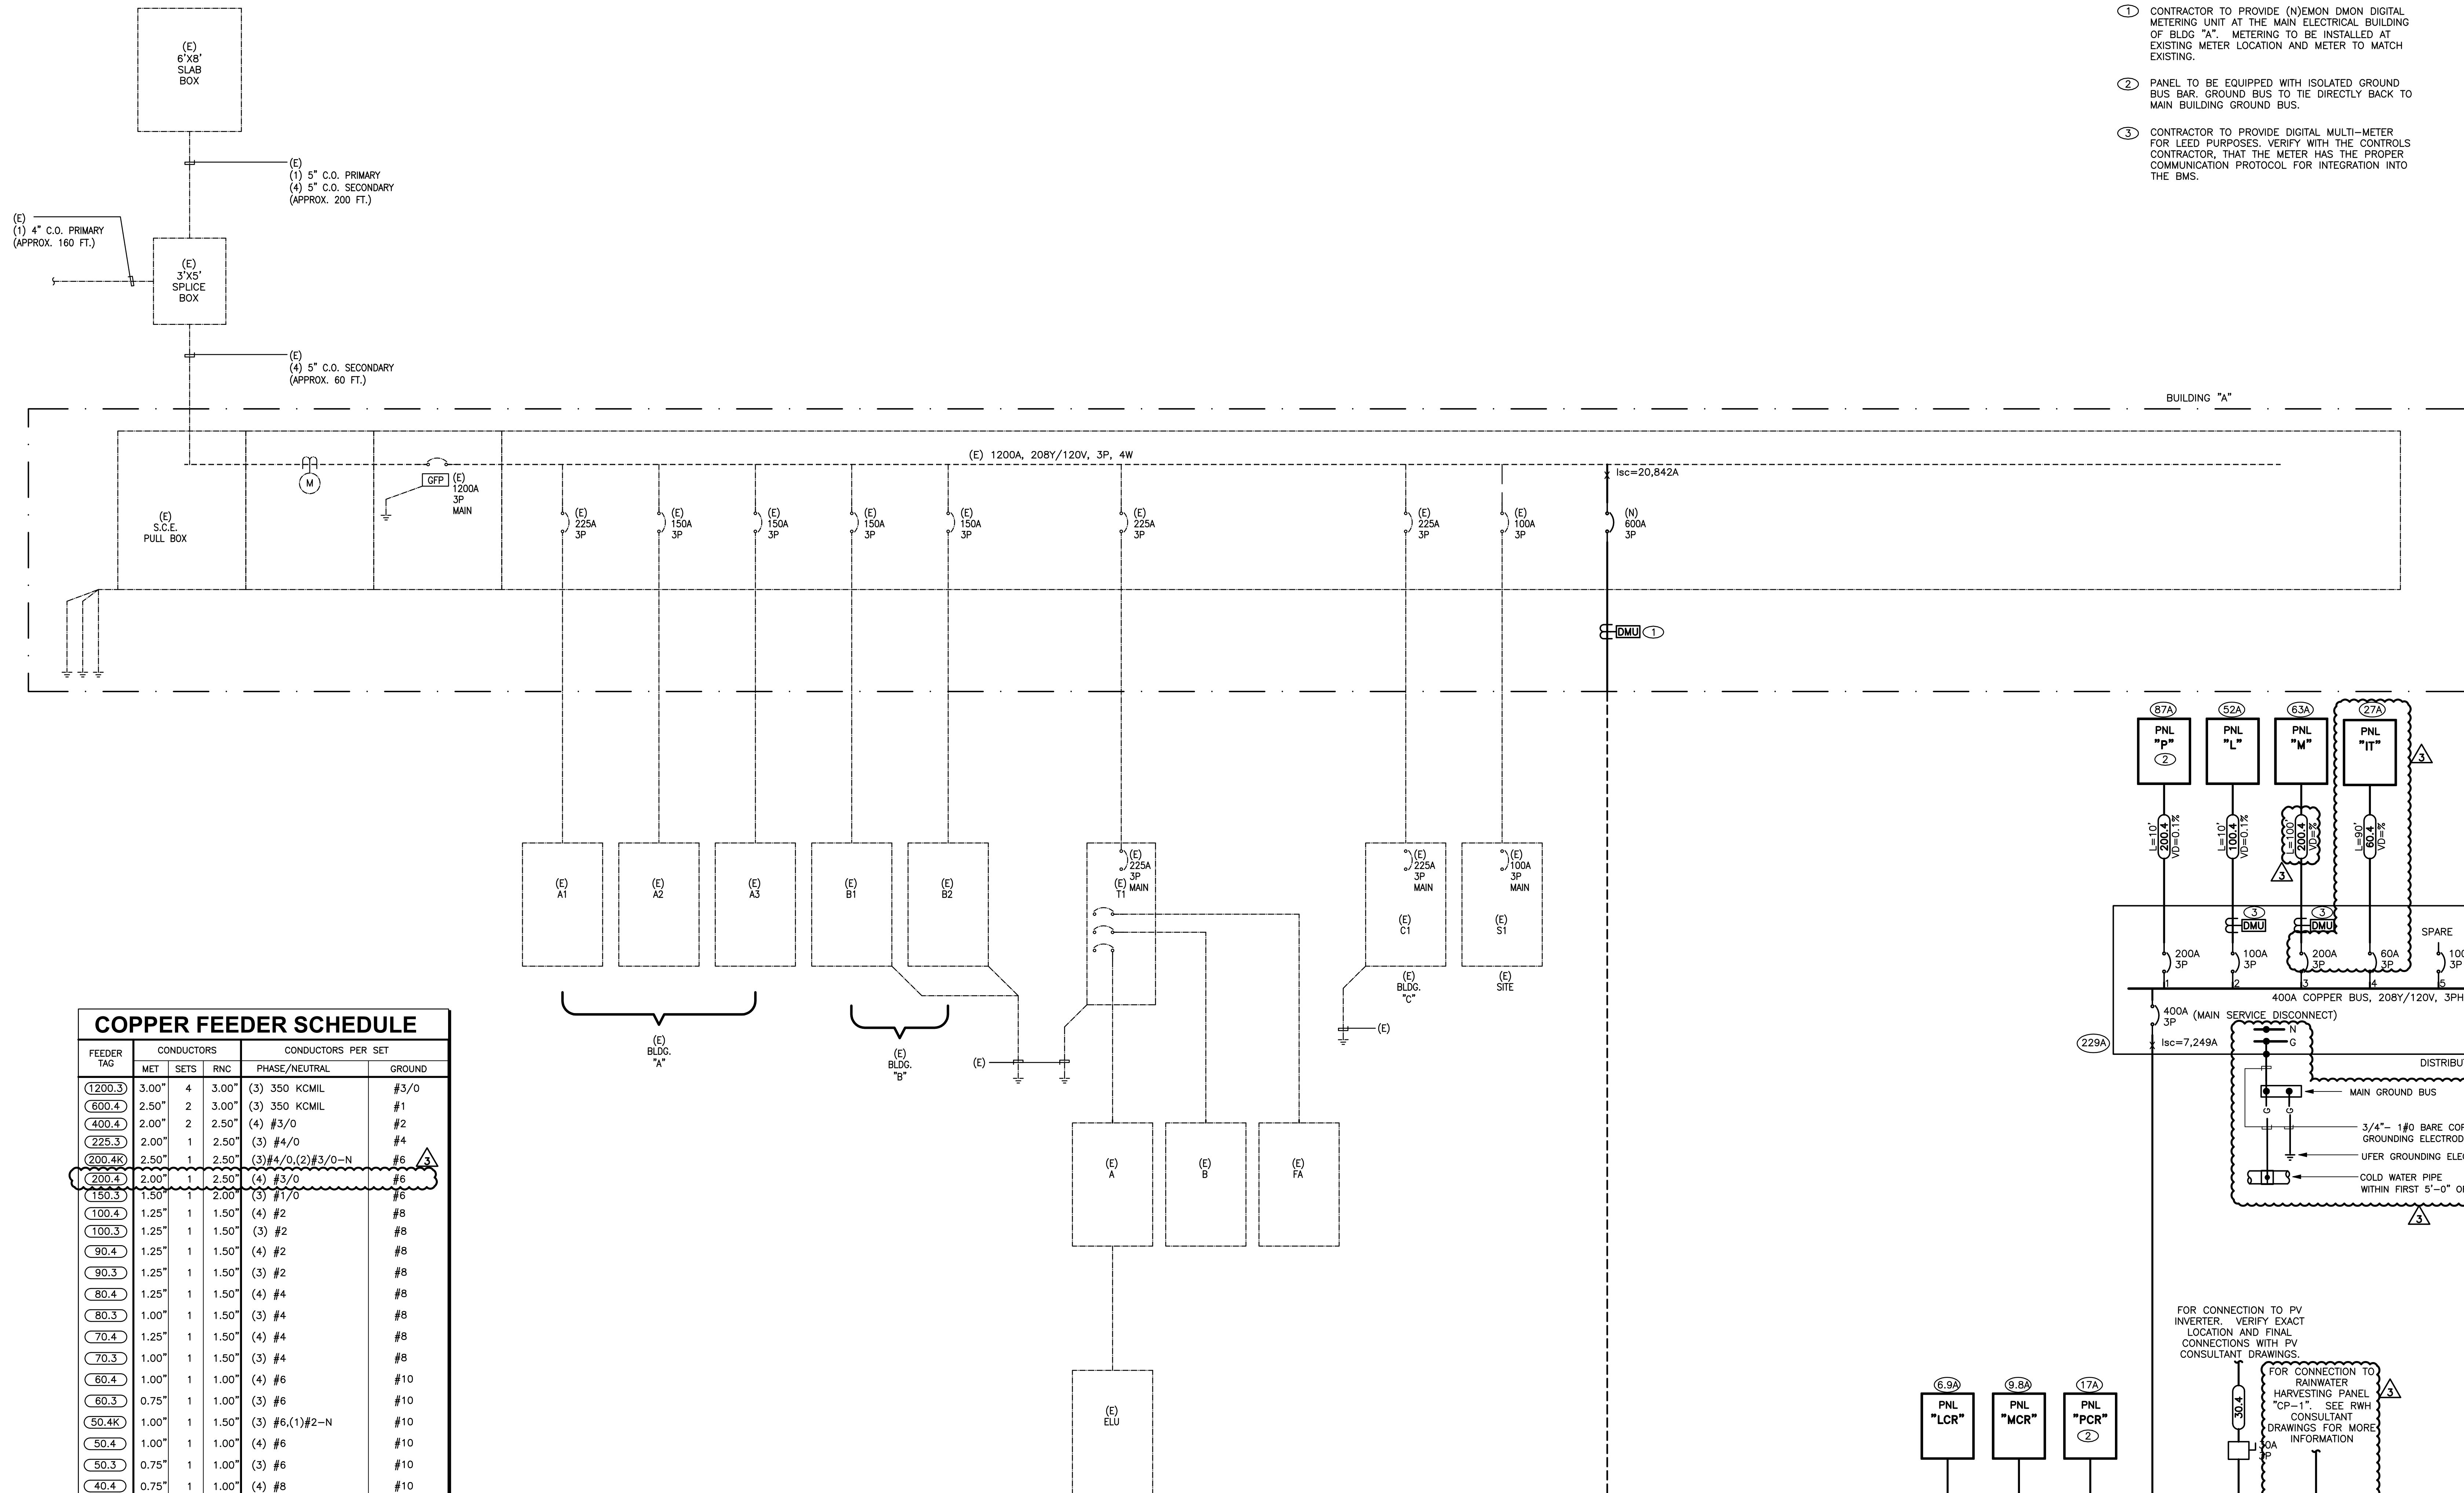 (E)
6'X8'
SLAB
BOX
(E)
(1) 5" C.O. PRIMARY
(4) 5" C.O. SECONDARY
(APPROX. 200 FT.)
(E)
(1) 4" C.O. PRIMARY
(APPROX. 160 FT.)
(E)
3'X5'
SPLICE
BOX
(E)
(4) 5" C.O. SECONDARY
(APPROX. 60 FT.)
1 CONTRACTOR TO PROVIDE (N)EMON DMON DIGITAL
METERING UNIT AT THE MAIN ELECTRICAL BUILDING
OF BLDG "A". METERING TO BE INSTALLED AT
EXISTING METER LOCATION AND METER TO MATCH
EXISTING.
2 PANEL TO BE EQUIPPED WITH ISOLATED GROUND
BUS BAR. GROUND BUS TO TIE DIRECTLY BACK TO
MAIN BUILDING GROUND BUS.
3 CONTRACTOR TO PROVIDE DIGITAL MULTI-METER
FOR LEED PURPOSES. VERIFY WITH THE CONTROLS
CONTRACTOR, THAT THE METER HAS THE PROPER
COMMUNICATION PROTOCOL FOR INTEGRATION INTO
THE BMS.
BUILDING "A"
(E) 1200A, 208Y/120V, 3P, 4W
(E)
S.C.E.
PULL BOX
M
GFP
(E)
1200A
3P
MAIN
(E)
225A
3P
(E)
150A
3P
(E)
150A
3P
(E)
150A
3P
(E)
150A
3P
(E)
225A
3P
(E)
225A
3P
(E)
100A
3P
Isc=20,842A
(N)
600A
3P
DMU 1
(E)
A1
(E)
A2
(E)
A3
(E)
B1
(E)
B2
(E)
225A
3P
MAIN
(E)
T1
(E)
225A
3P
MAIN
(E)
C1
(E)
100A
3P
MAIN
(E)
S1
(E)
BLDG.
"A"
(E)
BLDG.
"B"
(E)
(E)
BLDG.
"C"
(E)
(E)
SITE
(E)
A
(E)
B
(E)
FA
(E)
ELU
87A
PNL
"P"
2
52A
PNL
"L"
63A
PNL
"M"
27A
PNL
"IT"
3
L=10'
200.4
VD=0.1%
L=10'
100.4
VD=0.1%
L=100'
200.4
VD=%
3
L=90'
60.4
VD=%
3
DMU
3
DMU
SPARE
200A
3P
100A
3P
200A
3P
60A
3P
100
3P
1
2
3
4
5
400A COPPER BUS, 208Y/120V, 3PH
400A
3P
(MAIN SERVICE DISCONNECT)
229A
Isc=7,249A
N
G
DISTRIBU
MAIN GROUND BUS
G
G
3/4"- 1#0 BARE COP
GROUNDING ELECTROD
UFER GROUNDING ELEC
COLD WATER PIPE
WITHIN FIRST 5'-0" O
3
FOR CONNECTION TO PV
INVERTER. VERIFY EXACT
LOCATION AND FINAL
CONNECTIONS WITH PV
CONSULTANT DRAWINGS.
30.4
30A
3P
FOR CONNECTION TO
RAINWATER
HARVESTING PANEL
"CP-1". SEE RWH
CONSULTANT
DRAWINGS FOR MORE
INFORMATION
3
6.9A
PNL
"LCR"
9.8A
PNL
"MCR"
17A
PNL
"PCR"
2
COPPER FEEDER SCHEDULE
FEEDER TAG CONDUCTORS CONDUCTORS PER SET
MET SETS RNC PHASE/NEUTRAL GROUND
1200.3 3.00" 4 3.00" (3) 350 KCMIL #3/0
600.4 2.50" 2 3.00" (3) 350 KCMIL #1
400.4 2.00" 2 2.50" (4) #3/0 #2
225.3 2.00" 1 2.50" (3) #4/0 #4
200.4K 2.50" 1 2.50" (3)#4/0,(2)#3/0-N #6 3
200.4 2.00" 1 2.50" (4) #3/0 #6
150.3 1.50" 1 2.00" (3) #1/0 #6
100.4 1.25" 1 1.50" (4) #2 #8
100.3 1.25" 1 1.50" (3) #2 #8
90.4 1.25" 1 1.50" (4) #2 #8
90.3 1.25" 1 1.50" (3) #2 #8
80.4 1.25" 1 1.50" (4) #4 #8
80.3 1.00" 1 1.50" (3) #4 #8
70.4 1.25" 1 1.50" (4) #4 #8
70.3 1.00" 1 1.50" (3) #4 #8
60.4 1.00" 1 1.00" (4) #6 #10
60.3 0.75" 1 1.00" (3) #6 #10
50.4K 1.00" 1 1.50" (3) #6,(1)#2-N #10
50.4 1.00" 1 1.00" (4) #6 #10
50.3 0.75" 1 1.00" (3) #6 #10
40.4 0.75" 1 1.00" (4) #8 #10